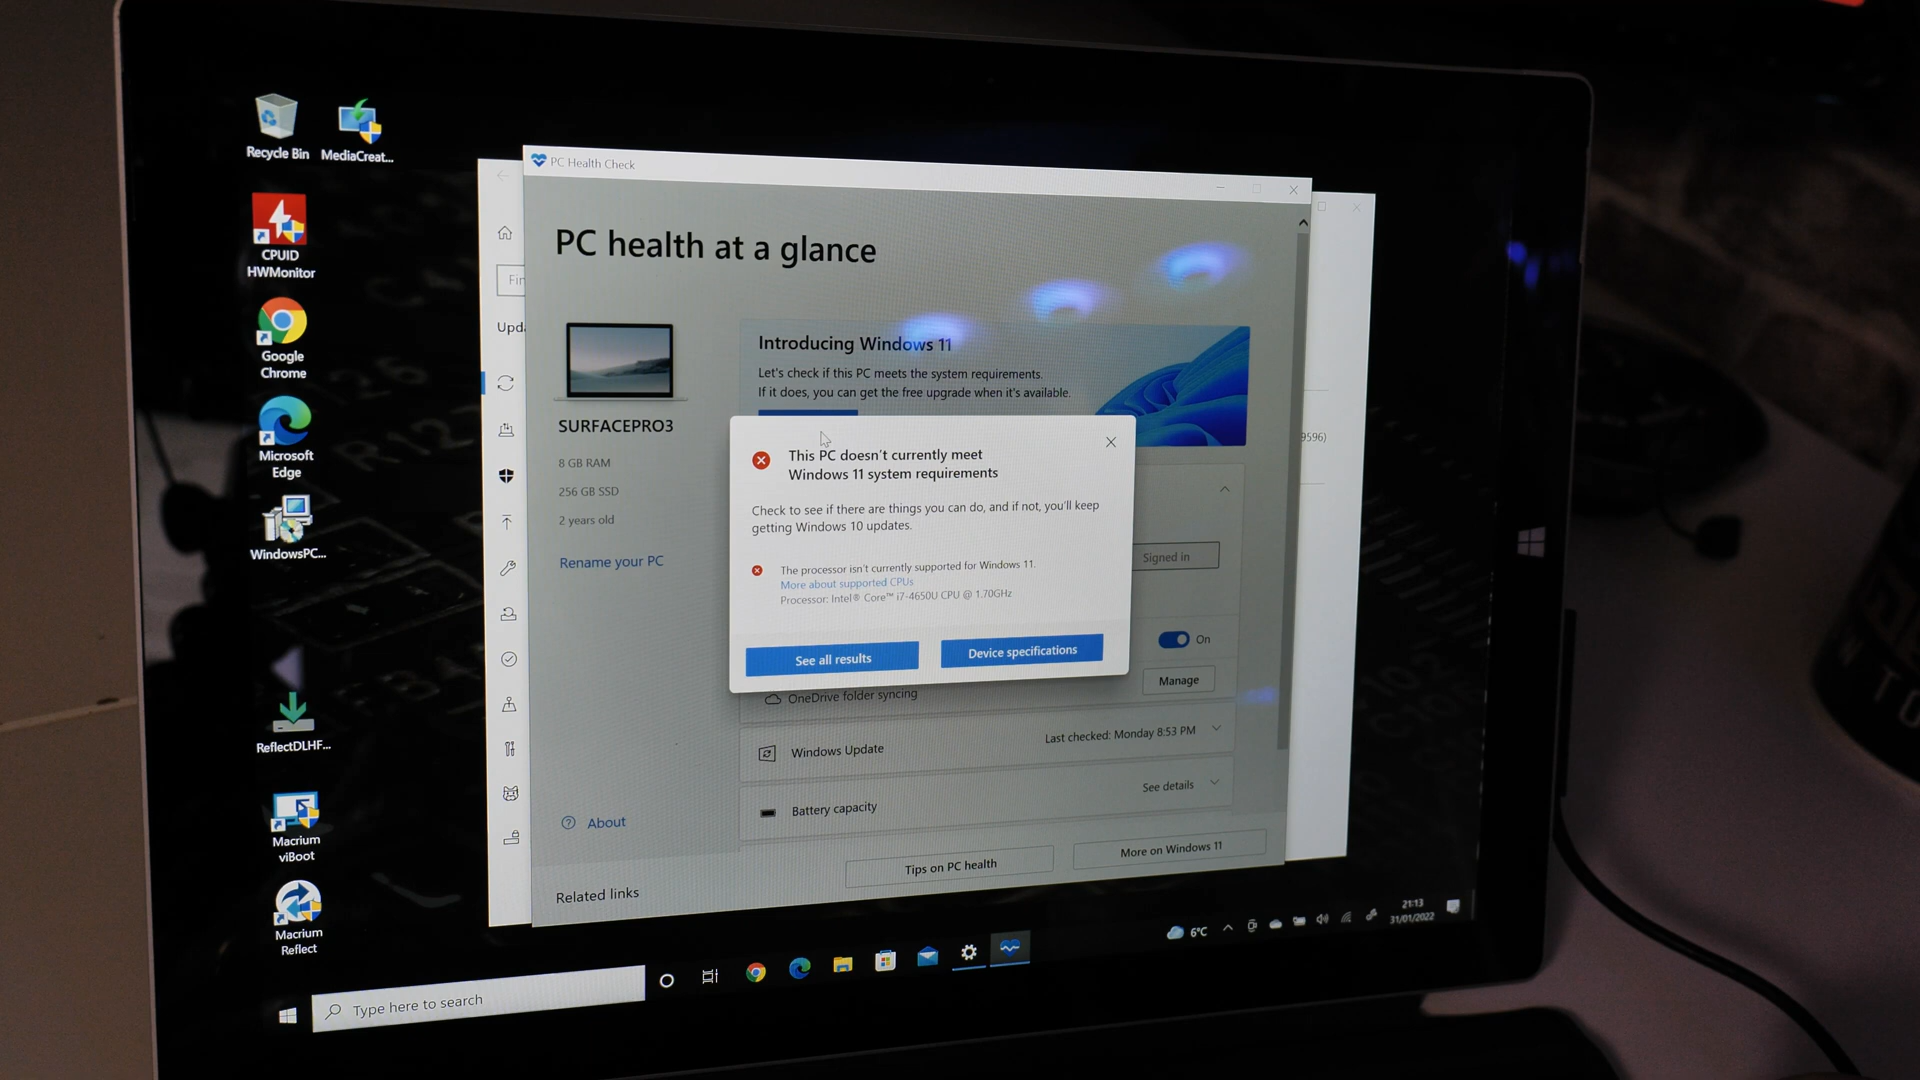 Recycle Bin
MediaCreat...
CPUID
HWMonitor
Google
Chrome
Microsoft
Edge
WindowsPC...
ReflectDLHF...
Macrium
viBoot
Macrium
Reflect
Upd
PC Health Check
PC health at a glance
SURFACEPRO3
8 GB RAM
256 GB SSD
2 years old
Rename your PC
About
Related links
Introducing Windows 11
Let's check if this PC meets the system requirements.
If it does, you can get the free upgrade when it's available.
9596)
This PC doesn't currently meet
Windows 11 system requirements
Check to see if there are things you can do, and if not, you'll keep
getting Windows 10 updates.
The processor isn't currently supported for Windows 11.
More about supported CPUs
Processor: Intel® Core™ i7-4650U CPU @ 1.70GHz
See all results
Device specifications
Signed in
On
OneDrive folder syncing
Manage
Windows Update
Last checked: Monday 8:53 PM
Battery capacity
See details
Tips on PC health
More on Windows 11
Type here to search
6°C
21:13
31/01/2022